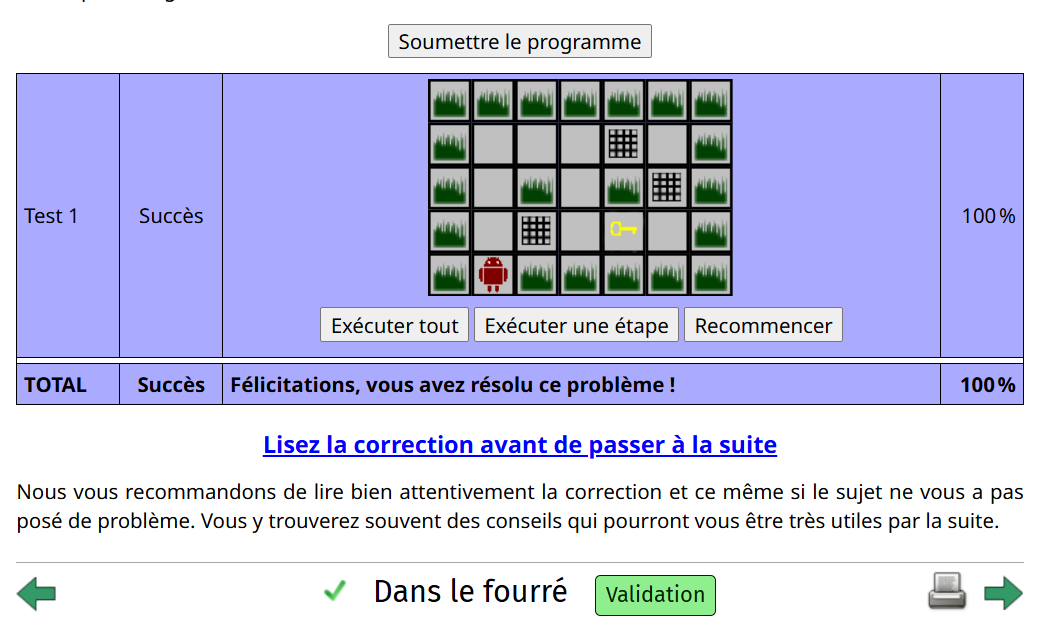 Soumettre le programme
Test 1
Succès
100 %
Exécuter tout
Exécuter une étape
Recommencer
TOTAL
Succès
Félicitations, vous avez résolu ce problème !
100 %
Lisez la correction avant de passer à la suite
Nous vous recommandons de lire bien attentivement la correction et ce même si le sujet ne vous a pas
posé de problème. Vous y trouverez souvent des conseils qui pourront vous être très utiles par la suite.
Dans le fourré
Validation